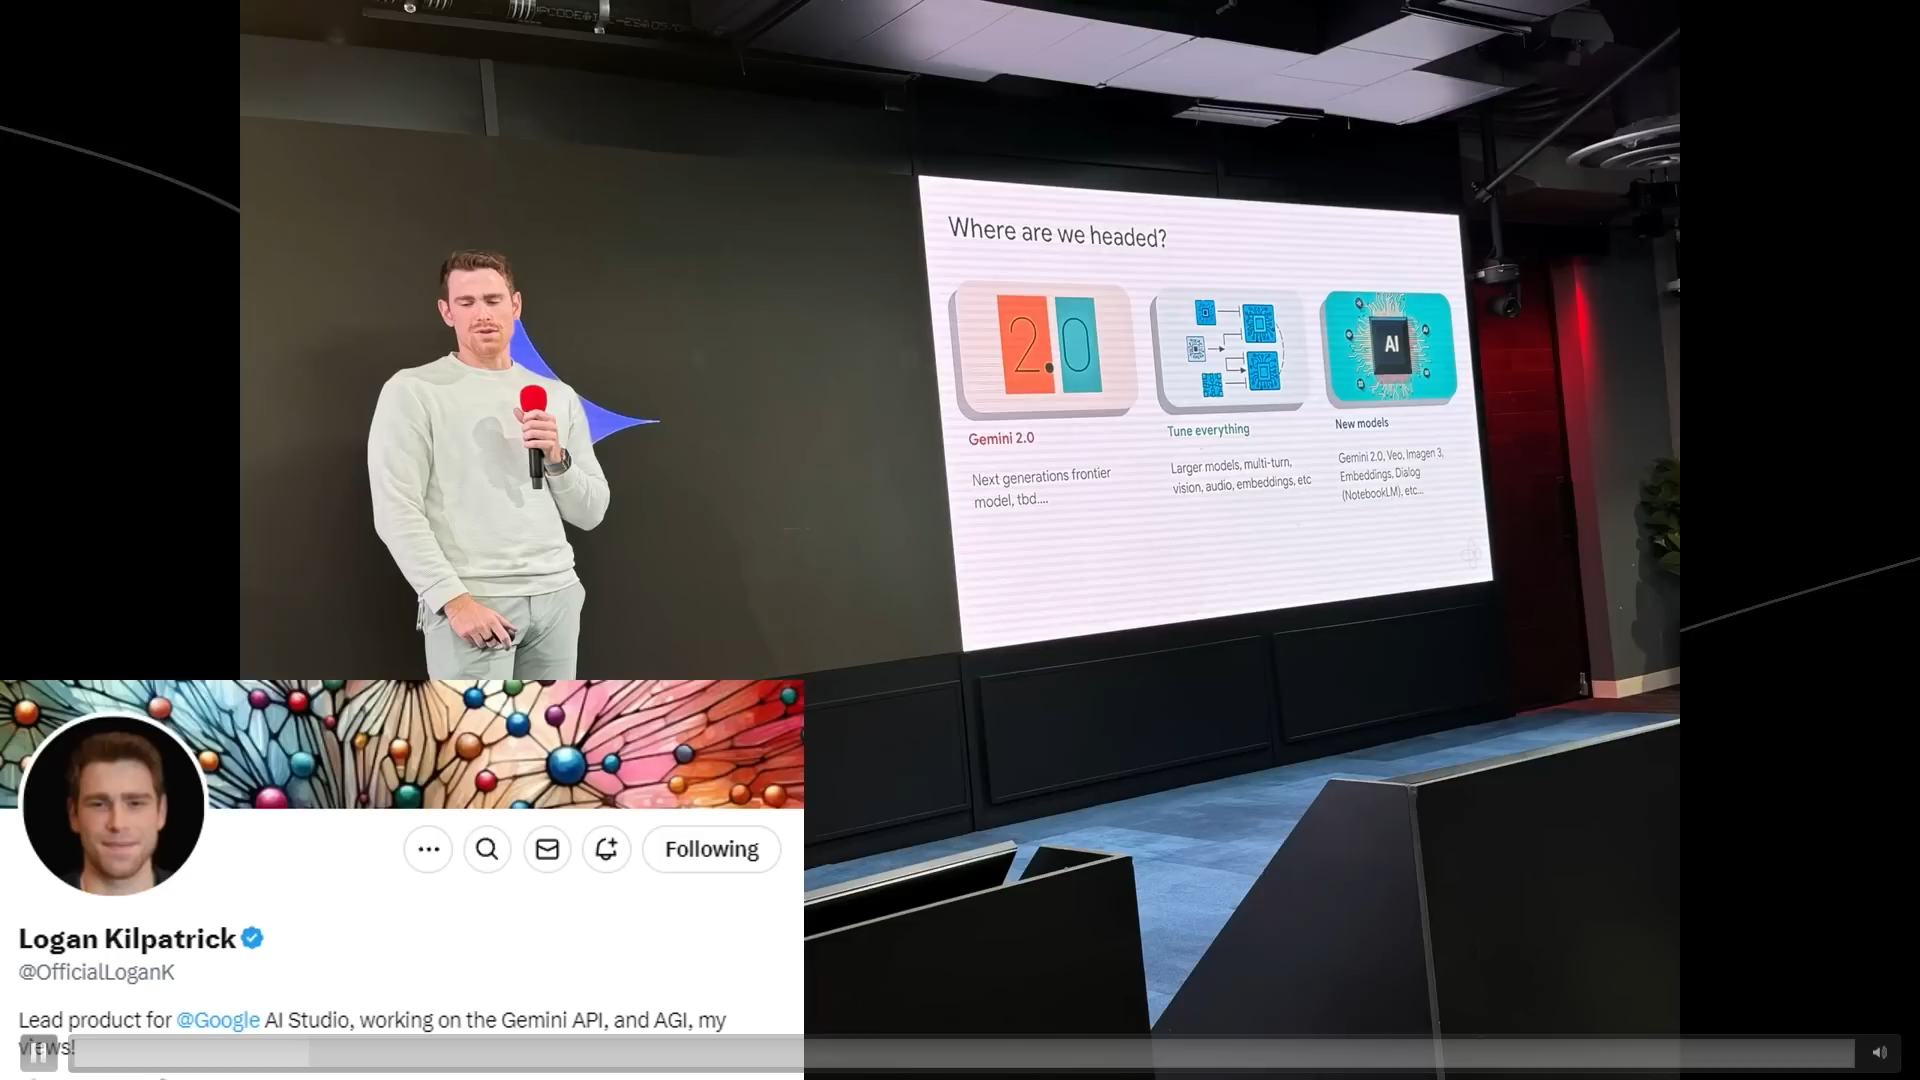 Where are we headed?
2.0
AI
Gemini 2.0
Next generations frontier
model, tbd....
Tune everything
Larger models, multi-turn,
vision, audio, embeddings, etc
New models
Gemini 2.0, Veo, Imagen 3,
Embeddings, Dialog
(NotebookLM), etc...
Following
Logan Kilpatrick
@OfficialLoganK
Lead product for @Google AI Studio, working on the Gemini API, and AGI, my
views!